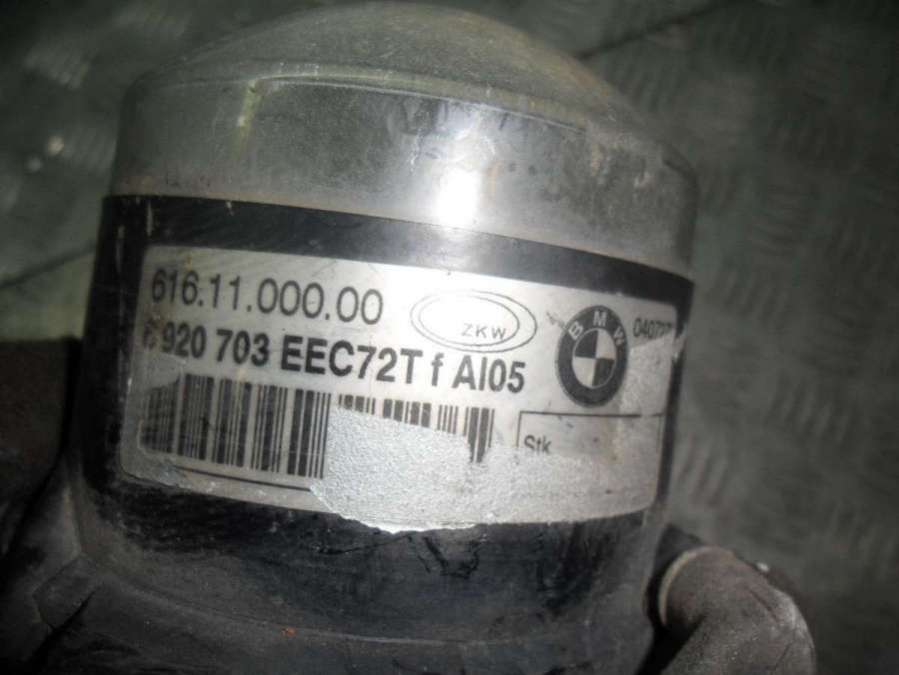 616.11.000.00
ZKW
BMW
920 703 EEC72T f AI05
Stk